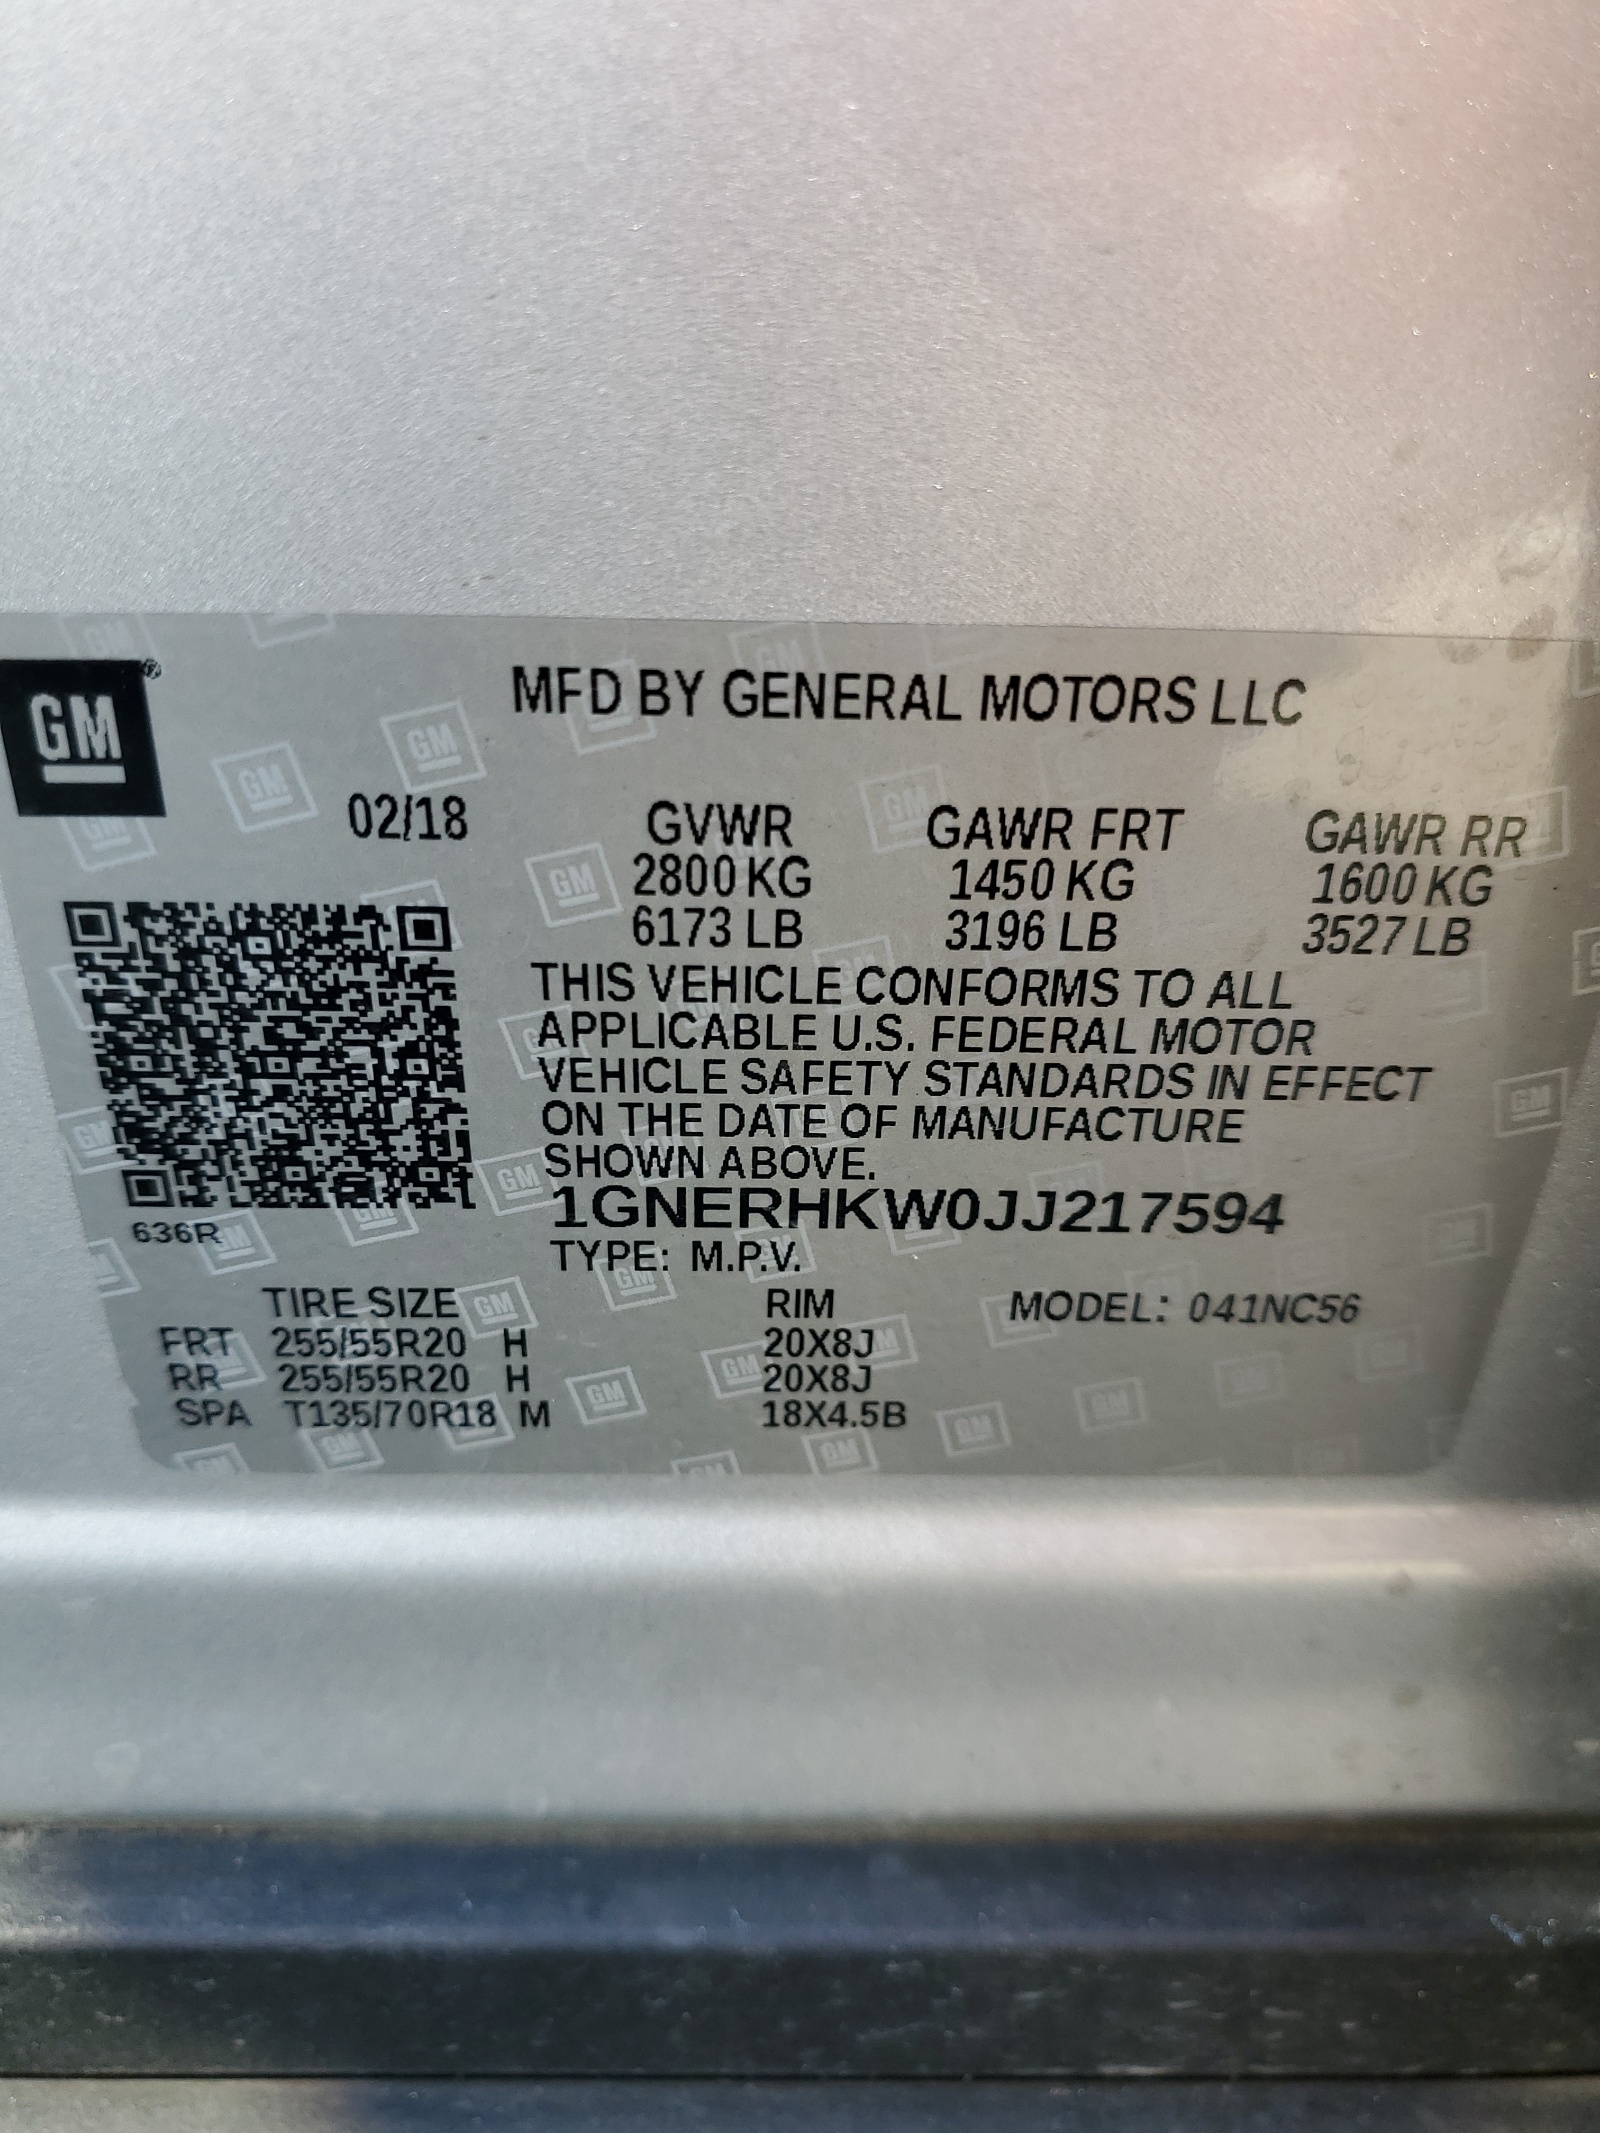 GM®
MFD BY GENERAL MOTORS LLC
02/18 GVWR GAWR FRT GAWR RR
2800 KG 1450 KG 1600 KG
6173 LB 3196 LB 3527 LB
THIS VEHICLE CONFORMS TO ALL
APPLICABLE U.S. FEDERAL MOTOR
VEHICLE SAFETY STANDARDS IN EFFECT
ON THE DATE OF MANUFACTURE
SHOWN ABOVE.
1GNERHKW0JJ217594
636R
TYPE: M.P.V.
TIRE SIZE RIM MODEL: 041NC56
FRT 255/55R20 H 20X8J
RR 255/55R20 H 20X8J
SPA T135/70R18 M 18X4.5B